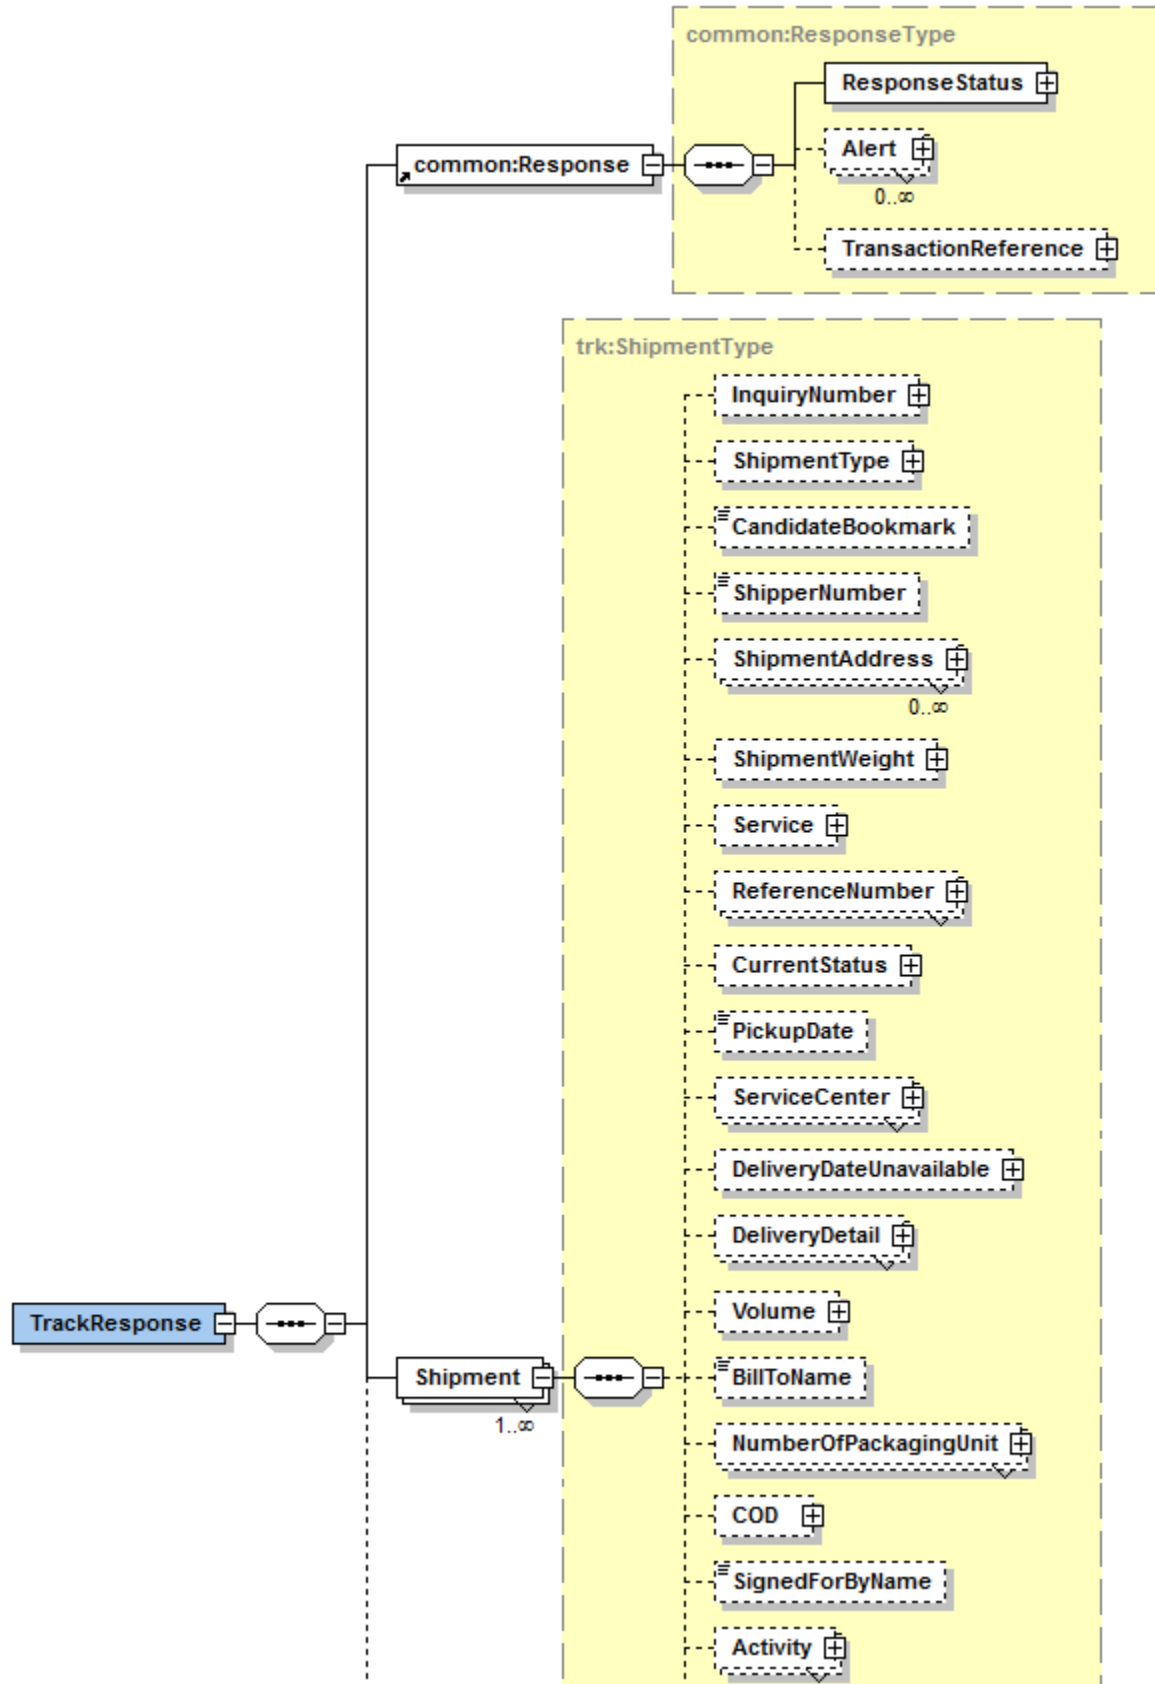 common:ResponseType
ResponseStatus
common:Response
Alert
0..∞
TransactionReference
trk:ShipmentType
InquiryNumber
ShipmentType
CandidateBookmark
ShipperNumber
ShipmentAddress
0..∞
ShipmentWeight
Service
ReferenceNumber
CurrentStatus
PickupDate
ServiceCenter
DeliveryDateUnavailable
DeliveryDetail
Volume
TrackResponse
Shipment
1..∞
BillToName
NumberOfPackagingUnit
COD
SignedForByName
Activity